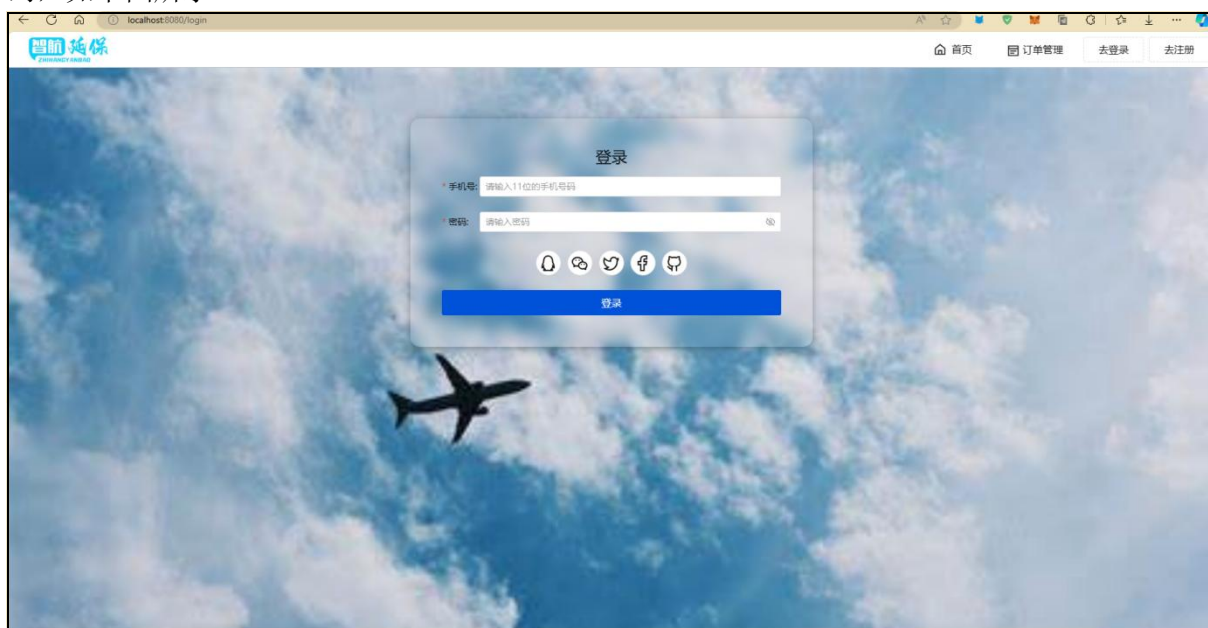 localhost:8080/login
智航延保
ZHIHANGYANBAO
首页
订单管理
去登录
去注册
登录
* 手机号:
请输入11位的手机号码
* 密码:
请输入密码
登录